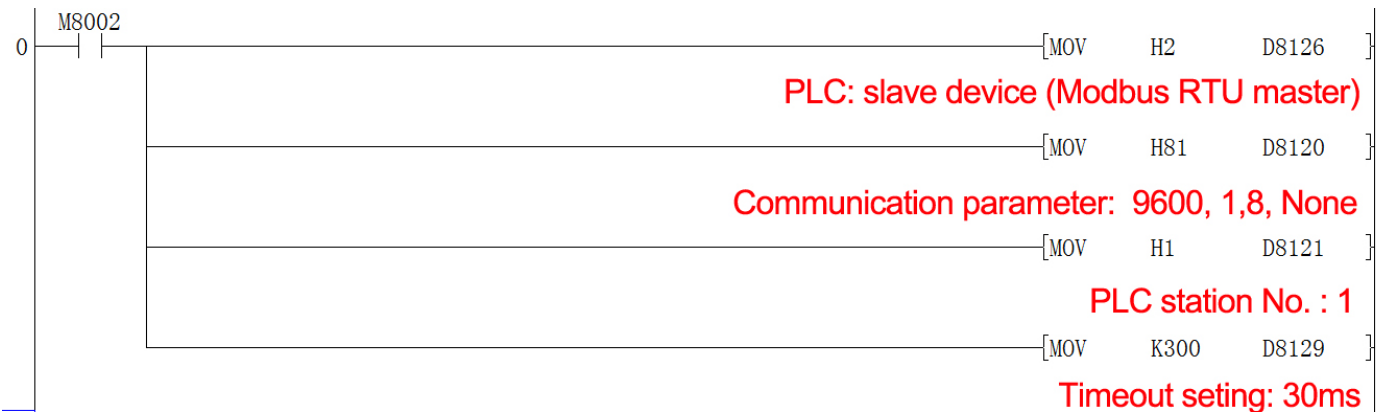 M8002
0 [MOV H2 D8126 ]
PLC: slave device (Modbus RTU master)
[MOV H81 D8120 ]
Communication parameter: 9600, 1,8, None
[MOV H1 D8121 ]
PLC station No. : 1
[MOV K300 D8129 ]
Timeout seting: 30ms